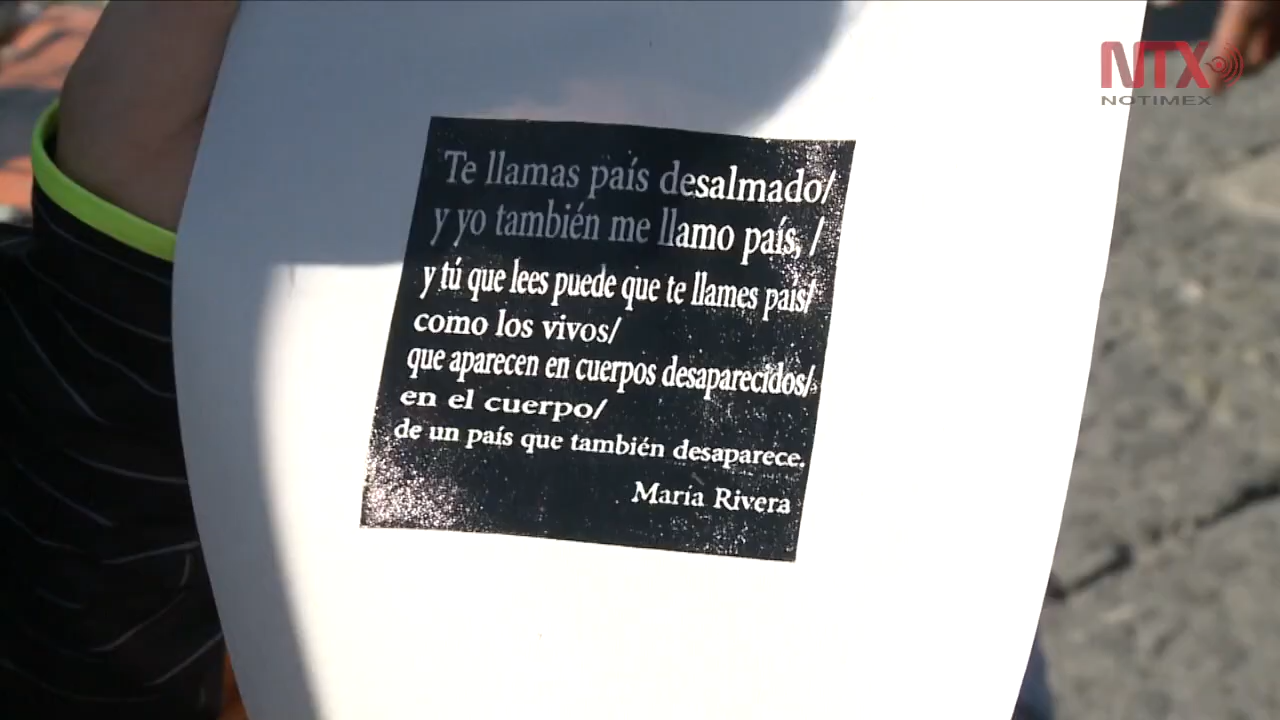 NTX
NOTIMEX
Te llamas país desalmado/
y yo también me llamo país, /
y tú que lees puede que te llames país/
como los vivos/
que aparecen en cuerpos desaparecidos/
en el cuerpo/
de un país que también desaparece.
María Rivera